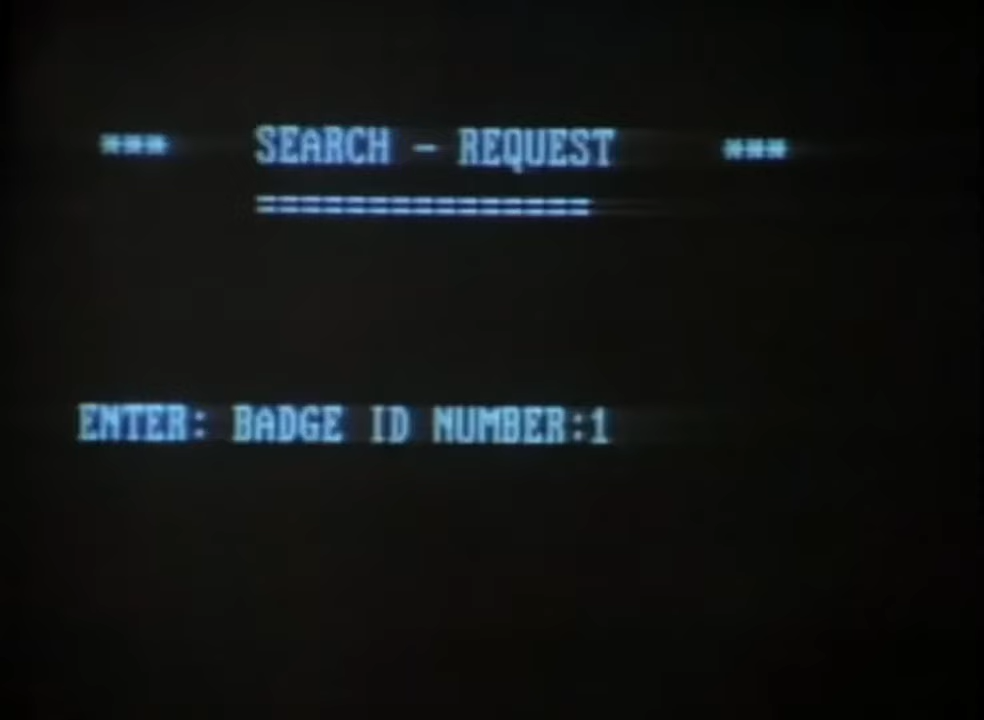 *** SEARCH - REQUEST ***
===============
ENTER: BADGE ID NUMBER:1